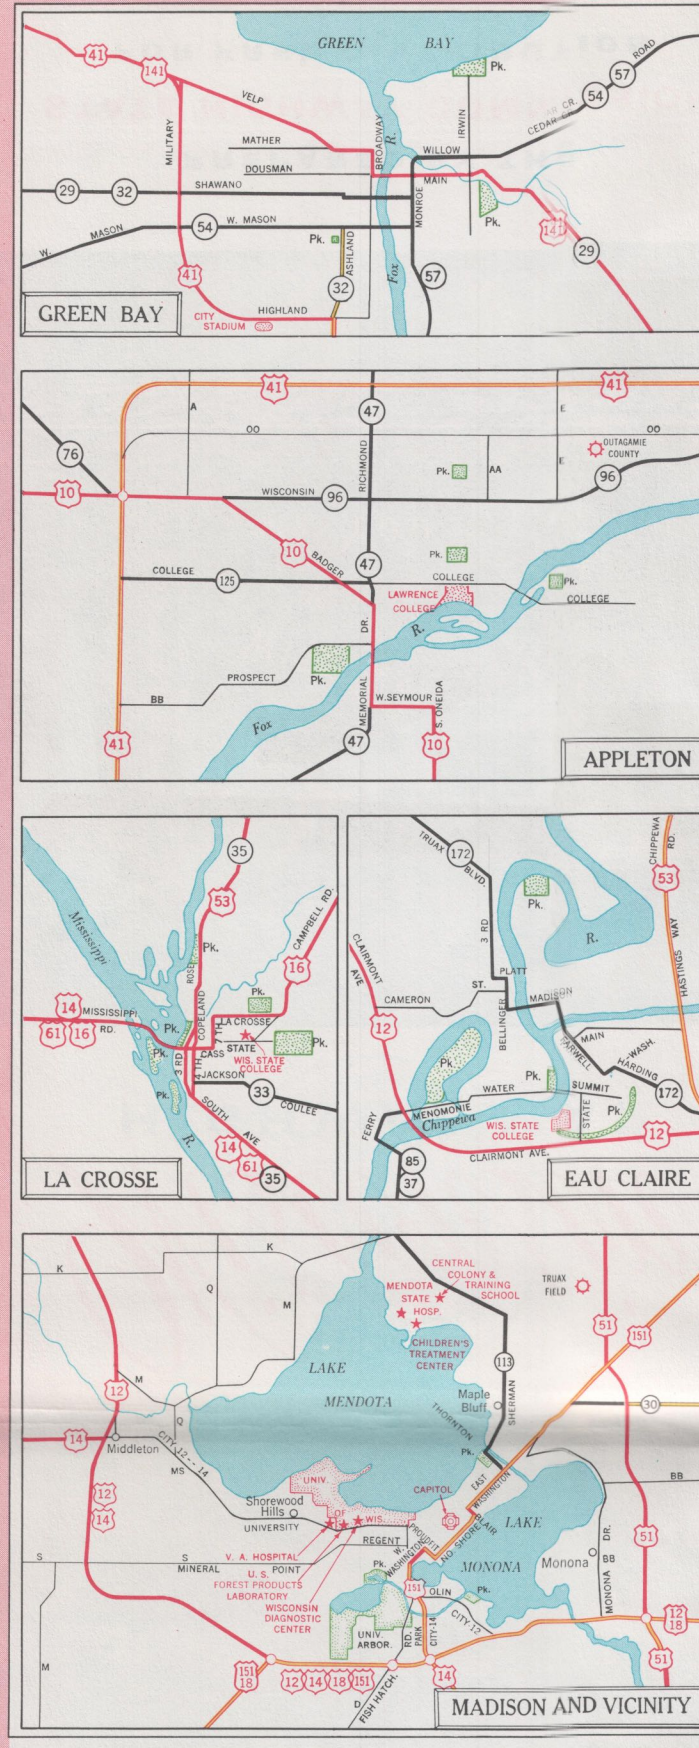 GREEN BAY
Pk.
41
141
VELP
MILITARY
MATHER
DOUSMAN
BROADWAY
R.
IRWIN
WILLOW
CEDAR CR.
54
57
ROAD
MAIN
29
32
SHAWANO
MONROE
Pk.
W. MASON
54
W. MASON
Pk.
ASHLAND
141
29
41
32
Fox
57
HIGHLAND
CITY
STADIUM
GREEN BAY
41
41
A
47
E
OO
OO
76
RICHMOND
OUTAGAMIE
COUNTY
Pk.
AA
E
96
10
WISCONSIN
96
10
BADGER
47
Pk.
COLLEGE
125
COLLEGE
Pk.
LAWRENCE
COLLEGE
COLLEGE
DR.
R.
PROSPECT
Pk.
BB
MEMORIAL
W. SEYMOUR
S. ONEIDA
Fox
41
47
10
APPLETON
35
53
Mississippi
CAMPBELL RD.
Pk.
ROSE
16
14
MISSISSIPPI
RD.
61
16
COPELAND
Pk.
LA CROSSE
7TH
STATE
Pk.
Pk.
3 RD
4TH
CASS
WIS. STATE
COLLEGE
JACKSON
Pk.
33
COULEE
SOUTH
AVE
R.
14
61
35
LA CROSSE
172
TRUAX
BLVD.
CHIPPEWA
RD.
53
Pk.
3 RD
R.
CLAIRMONT
AVE
PLATT
HASTINGS WAY
CAMERON
ST.
MADISON
BELLINGER
12
MAIN
FARWELL
WASH.
HARDING
Pk.
WATER
Pk.
SUMMIT
172
MENOMONIE
Chippewa
STATE
Pk.
FERRY
WIS. STATE
COLLEGE
12
85
37
CLAIRMONT AVE.
EAU CLAIRE
K
K
CENTRAL
COLONY &
TRAINING
SCHOOL
MENDOTA
STATE
HOSP.
TRUAX
FIELD
Q
M
51
151
CHILDREN'S
TREATMENT
CENTER
113
LAKE
MENDOTA
12
M
Maple
Bluff
SHERMAN
30
THORNTON
Q
14
Middleton
CITY 12-14
MS
Pk.
EAST
WASHINGTON
BB
UNIV.
OF
WIS.
CAPITOL
12
14
Shorewood
Hills
UNIVERSITY
BLAIR
LAKE
MONONA
NO. SHORE
PROUDFIT
W. WASHINGTON
REGENT
51
V. A. HOSPITAL
S
S
MINERAL
POINT
Monona
DR.
BB
MONONA
U. S.
FOREST PRODUCTS
LABORATORY
WISCONSIN
DIAGNOSTIC
CENTER
Pk.
151
OLIN
Pk.
CITY 12
UNIV.
ARBOR.
RD.
PARK
CITY-14
12
18
M
151
18
12
14
18
151
14
51
D
FISH HATCH.
MADISON AND VICINITY